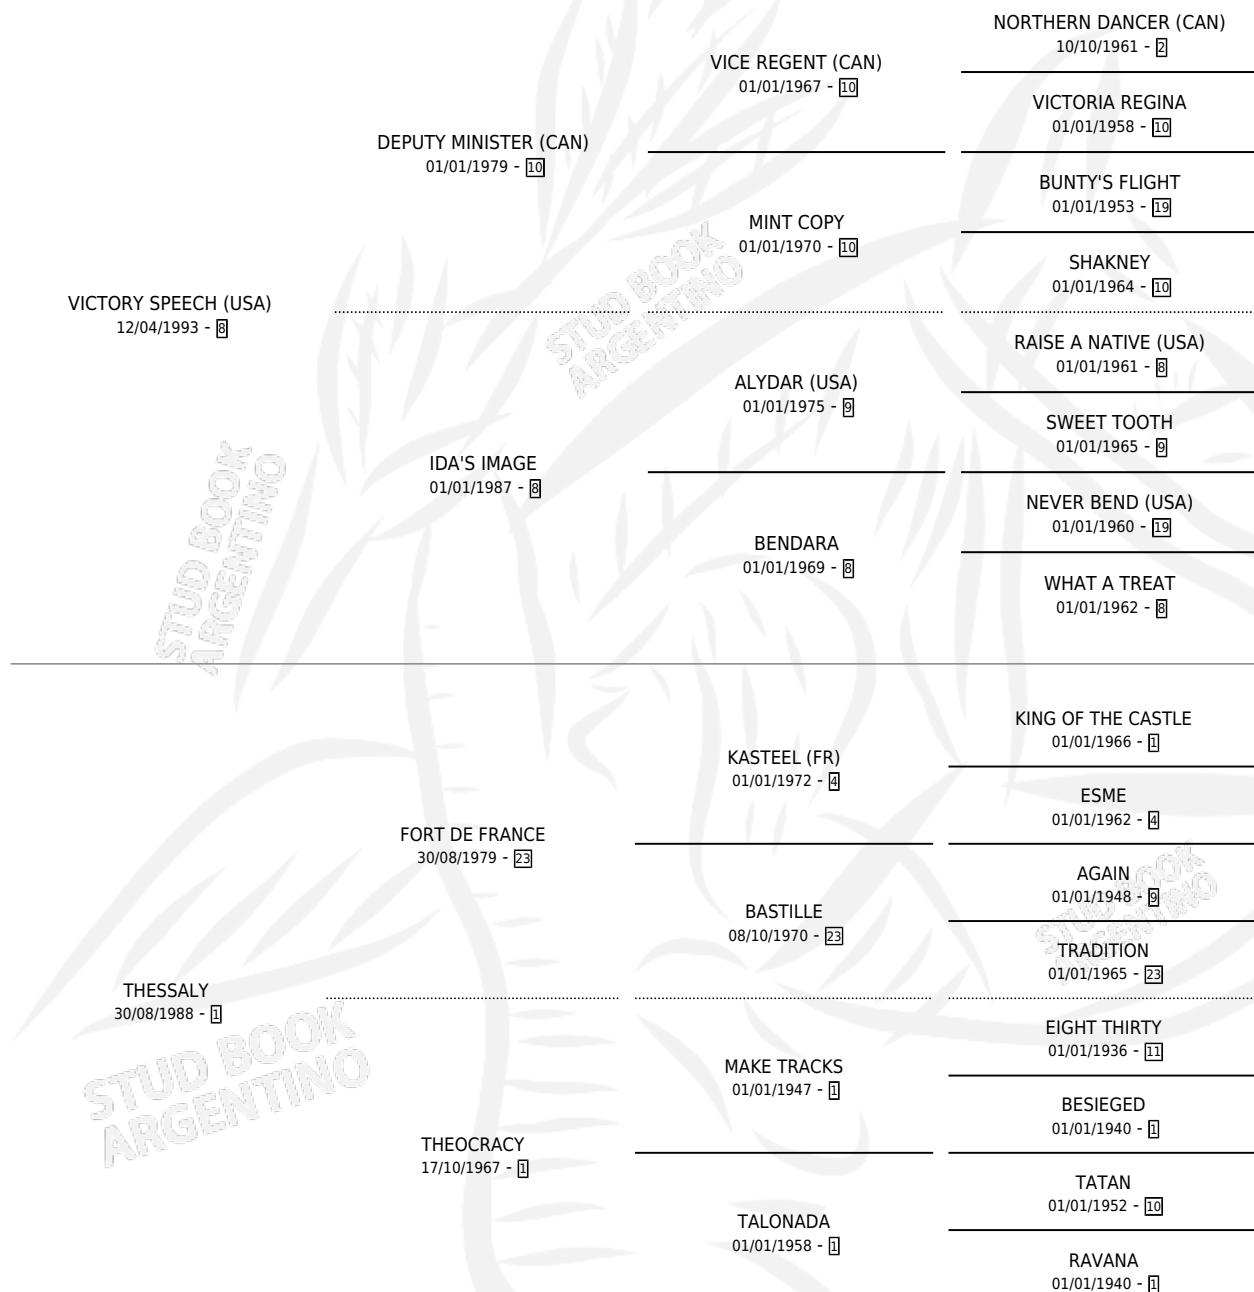 NORTHERN DANCER (CAN)
10/10/1961 - 2
VICE REGENT (CAN)
01/01/1967 - 10
VICTORIA REGINA
01/01/1958 - 10
DEPUTY MINISTER (CAN)
01/01/1979 - 10
BUNTY'S FLIGHT
01/01/1953 - 19
MINT COPY
01/01/1970 - 10
SHAKNEY
01/01/1964 - 10
VICTORY SPEECH (USA)
12/04/1993 - 8
RAISE A NATIVE (USA)
01/01/1961 - 8
ALYDAR (USA)
01/01/1975 - 9
SWEET TOOTH
01/01/1965 - 9
IDA'S IMAGE
01/01/1987 - 8
NEVER BEND (USA)
01/01/1960 - 19
BENDARA
01/01/1969 - 8
WHAT A TREAT
01/01/1962 - 8
KING OF THE CASTLE
01/01/1966 - 1
KASTEEL (FR)
01/01/1972 - 4
ESME
01/01/1962 - 4
FORT DE FRANCE
30/08/1979 - 23
AGAIN
01/01/1948 - 9
BASTILLE
08/10/1970 - 23
TRADITION
01/01/1965 - 23
THESSALY
30/08/1988 - 1
EIGHT THIRTY
01/01/1936 - 11
MAKE TRACKS
01/01/1947 - 1
BESIEGED
01/01/1940 - 1
THEOCRACY
17/10/1967 - 1
TATAN
01/01/1952 - 10
TALONADA
01/01/1958 - 1
RAVANA
01/01/1940 - 1
STUD BOOK
ARGENTINO
STUD BOOK
ARGENTINO
STUD BOOK
ARGENTINO
STUD BOOK
ARGENTINO